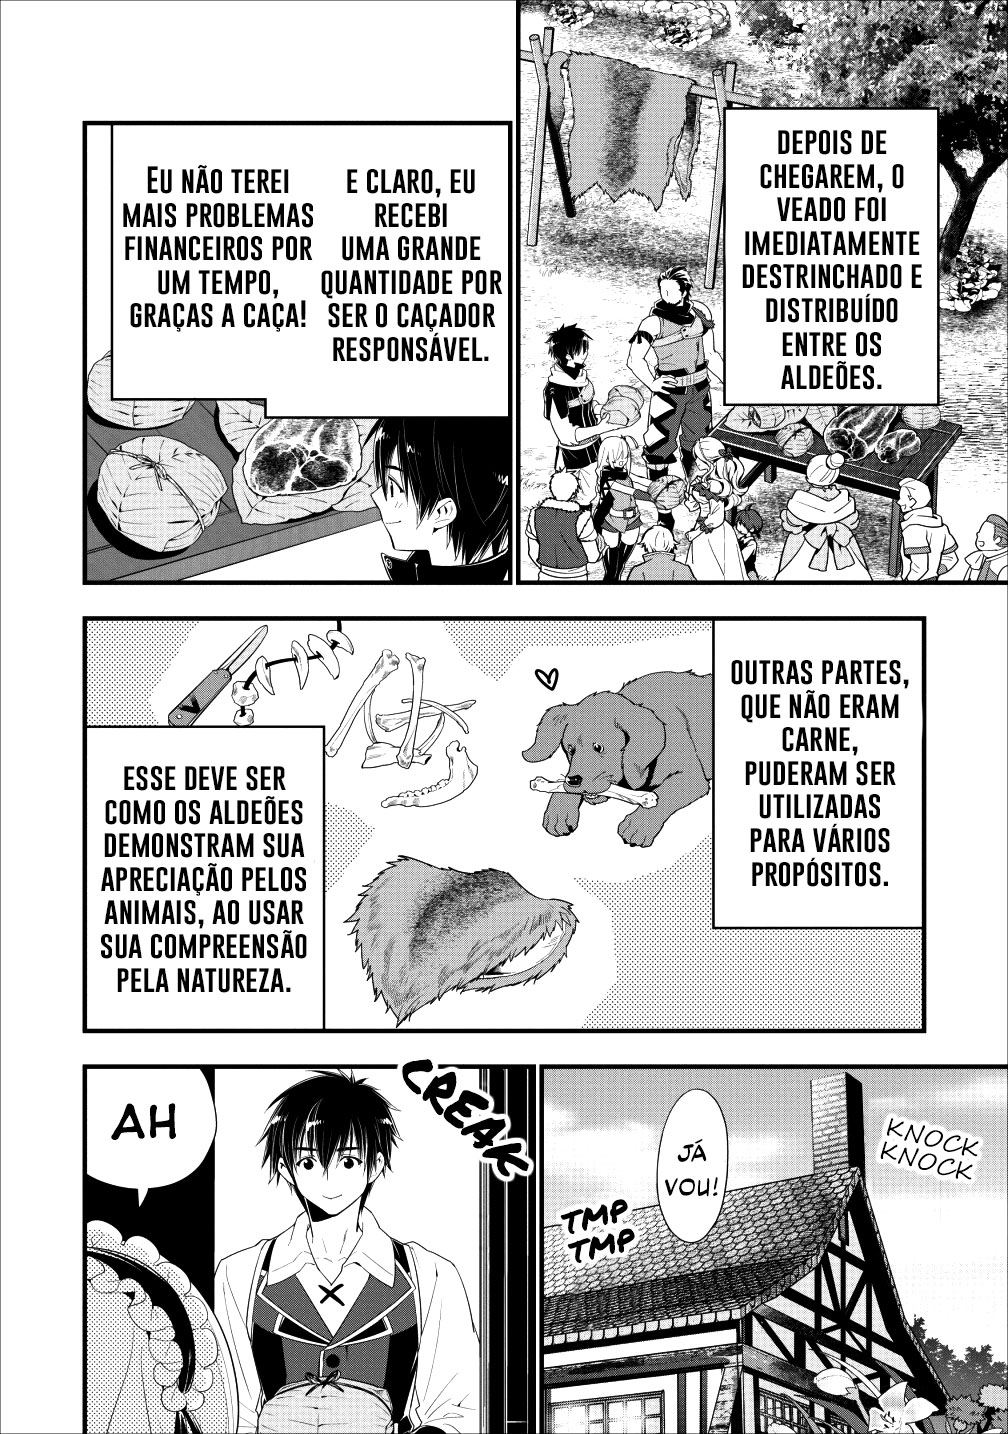 DEPOIS DE
CHEGAREM, O
VEADO FOI
IMEDIATAMENTE
DESTRINCHADO E
DISTRIBUÍDO
ENTRE OS
ALDEÕES.
E CLARO, EU
RECEBI
UMA GRANDE
QUANTIDADE POR
SER O CAÇADOR
RESPONSÁVEL.
EU NÃO TEREI
MAIS PROBLEMAS
FINANCEIROS POR
UM TEMPO,
GRAÇAS A CAÇA!
OUTRAS PARTES,
QUE NÃO ERAM
CARNE,
PUDERAM SER
UTILIZADAS
PARA VÁRIOS
PROPÓSITOS.
ESSE DEVE SER
COMO OS ALDEÕES
DEMONSTRAM SUA
APRECIAÇÃO PELOS
ANIMAIS, AO USAR
SUA COMPREENSÃO
PELA NATUREZA.
KNOCK
KNOCK
JÁ
VOU!
TMP
TMP
CREAK
AH